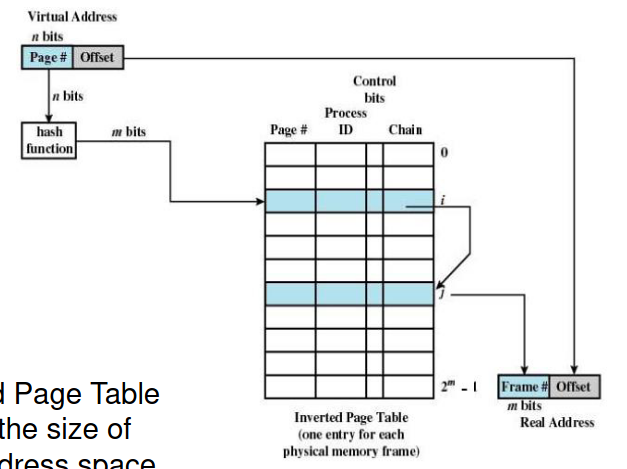 Virtual Address
n bits
Page # Offset
n bits
hash
function
m bits
Control
bits
Process
Page # ID Chain
0
i
j
2^m - 1
Frame # Offset
m bits
Real Address
Inverted Page Table
(one entry for each
physical memory frame)
d Page Table
the size of
dress space